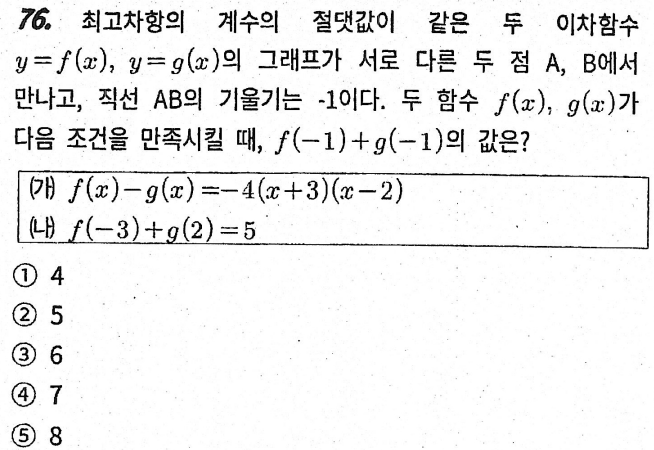 76. 최고차항의 계수의 절댓값이 같은 두 이차함수
y=f(x), y=g(x)의 그래프가 서로 다른 두 점 A, B에서
만나고, 직선 AB의 기울기는 -1이다. 두 함수 f(x), g(x)가
다음 조건을 만족시킬 때, f(-1)+g(-1)의 값은?
(가) f(x)-g(x)=-4(x+3)(x-2)
(나) f(-3)+g(2)=5
① 4
② 5
③ 6
④ 7
⑤ 8